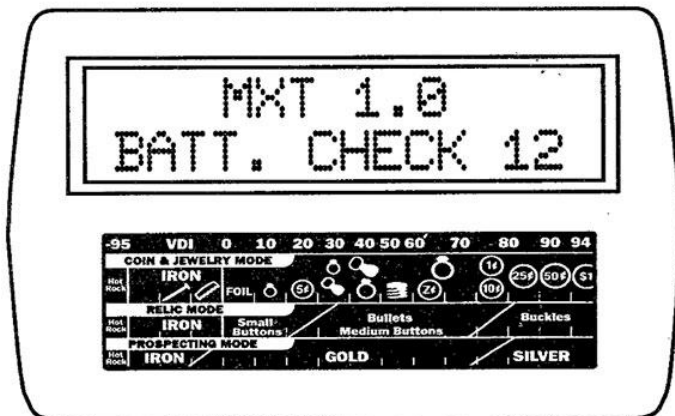 MXT 1.0
BATT. CHECK 12
-95 VDI 0 10 20 30 40 50 60 70 80 90 94
COIN & JEWELRY MODE
Hot Rock IRON FOIL 5¢ Z¢ 1¢ 10¢ 25¢ 50¢ $1
RELIC MODE
Hot Rock IRON Small Buttons Bullets Medium Buttons Buckles
PROSPECTING MODE
Hot Rock IRON GOLD SILVER